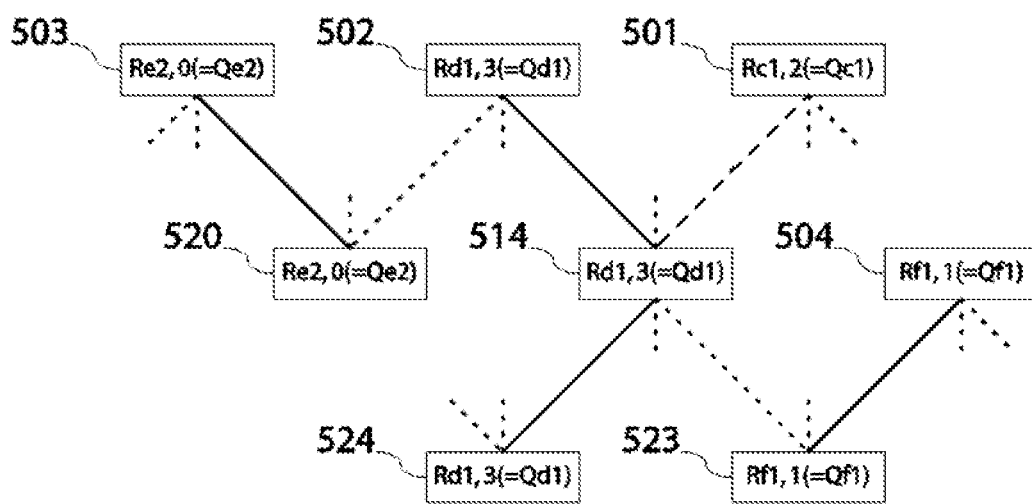 503
Re2, 0(=Qe2)
502
Rd1, 3(=Qd1)
501
Rc1, 2(=Qc1)
520
Re2, 0(=Qe2)
514
Rd1, 3(=Qd1)
504
Rf1, 1(=Qf1)
524
Rd1, 3(=Qd1)
523
Rf1, 1(=Qf1)